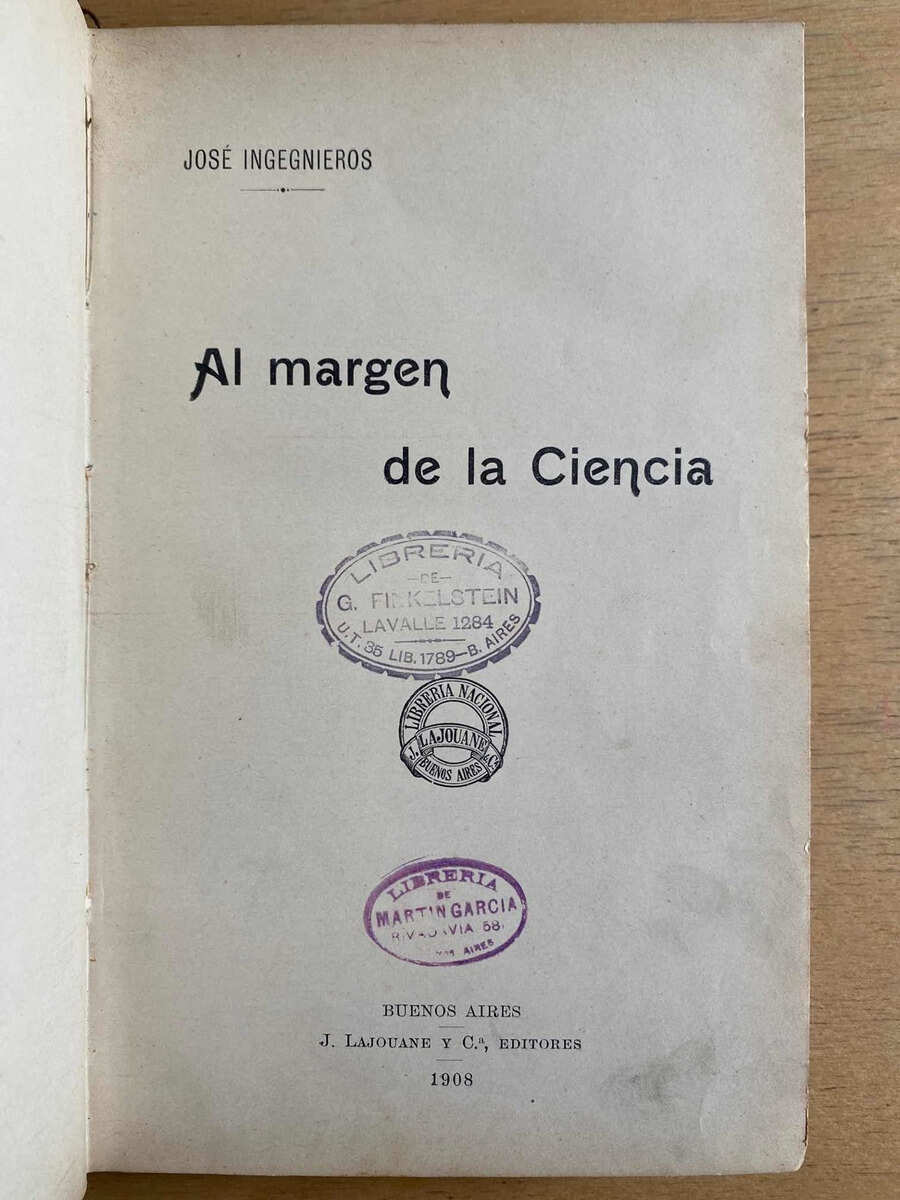 JOSÉ INGEGNIEROS
Al margen
de la Ciencia
LIBRERIA
—DE—
G. FINKELSTEIN
LAVALLE 1284
U.T. 35 LIB. 1789—B. AIRES
LIBRERIA NACIONAL
J. LAJOUANE & Cª
BUENOS AIRES
LIBRERIA
DE
MARTIN GARCIA
AIRES
BUENOS AIRES
J. LAJOUANE Y C.ª, EDITORES
1908